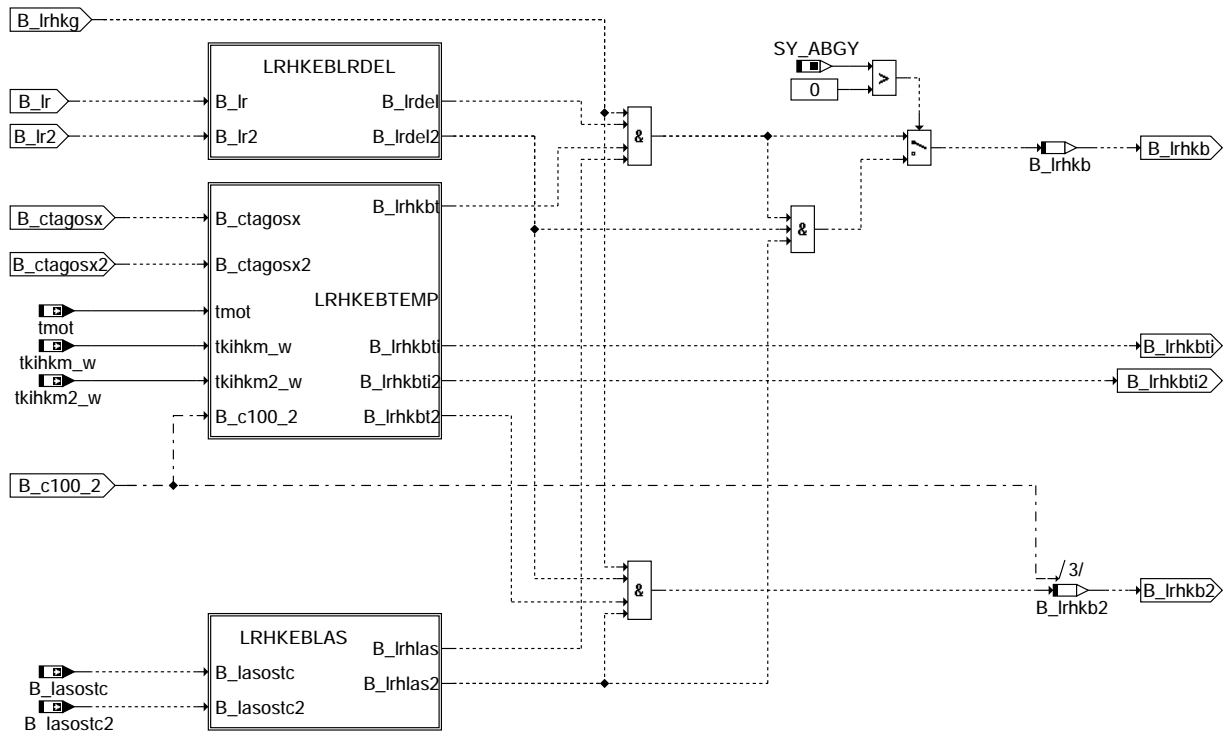 B_lrhkg
SY_ABGY
LRHKEBLRDEL
>
0
B_lr
B_lr
B_lrdel
B_lr2
B_lr2
B_lrdel2
&
B_lrhkb
B_lrhkb
B_lrhkbt
B_ctagosx
B_ctagosx
&
B_ctagosx2
B_ctagosx2
LRHKEBTEMP
tmot
tmot
tkihkm_w
B_lrhkbti
B_lrhkbti
tkihkm_w
tkihkm2_w
B_lrhkbti2
B_lrhkbti2
tkihkm2_w
B_c100_2
B_lrhkbt2
B_c100_2
/3/
&
B_lrhkb2
B_lrhkb2
LRHKEBLAS
B_lrhlas
B_lasostc
B_lasostc
B_lrhlas2
B_lasostc2
B_lasostc2